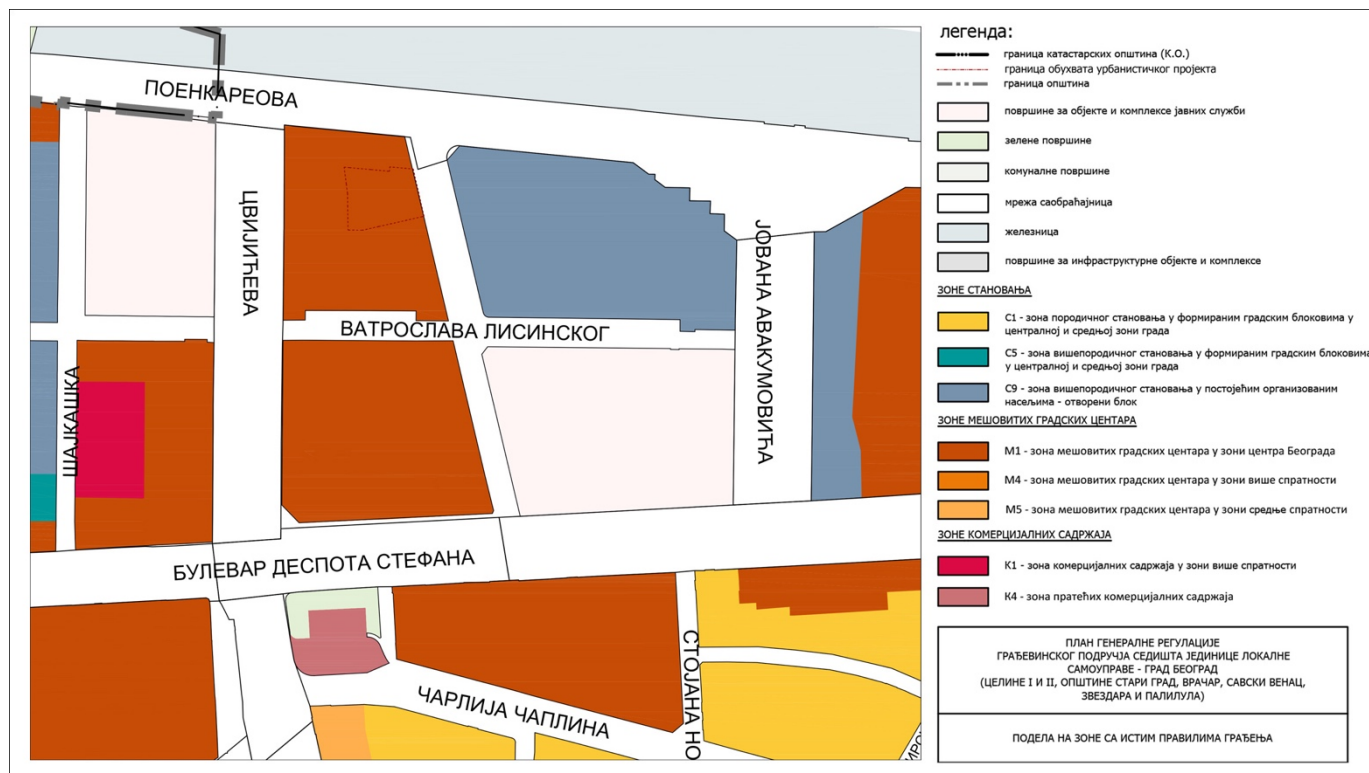 ПОЕНКАРЕОВА
ЦВИЈИЋЕВА
ЈОВАНА АВАКУМОВИЋА
ВАТРОСЛАВА ЛИСИНСКОГ
ШАЈКАШКА
БУЛЕВАР ДЕСПОТА СТЕФАНА
СТОЈАНА НО
ЧАРЛИЈА ЧАПЛИНА
легенда:
граница катастарских општина (К.О.)
граница обухвата урбанистичког пројекта
граница општина
површине за објекте и комплексе јавних служби
зелене површине
комуналне површине
мрежа саобраћајница
железница
површине за инфраструктурне објекте и комплексе
ЗОНЕ СТАНОВАЊА
С1 - зона породичног становања у формираним градским блоковима у
централној и средњој зони града
С5 - зона вишепородичног становања у формираним градским блоковима
у централној и средњој зони града
С9 - зона вишепородичног становања у постојећим организованим
насељима - отворени блок
ЗОНЕ МЕШОВИТИХ ГРАДСКИХ ЦЕНТАРА
М1 - зона мешовитих градских центара у зони центра Београда
М4 - зона мешовитих градских центара у зони више спратности
М5 - зона мешовитих градских центара у зони средње спратности
ЗОНЕ КОМЕРЦИЈАЛНИХ САДРЖАЈА
К1 - зона комерцијалних садржаја у зони више спратности
К4 - зона пратећих комерцијалних садржаја
ПЛАН ГЕНЕРАЛНЕ РЕГУЛАЦИЈЕ
ГРАЂЕВИНСКОГ ПОДРУЧЈА СЕДИШТА ЈЕДИНИЦЕ ЛОКАЛНЕ
САМОУПРАВЕ - ГРАД БЕОГРАД
(ЦЕЛИНЕ I И II, ОПШТИНЕ СТАРИ ГРАД, ВРАЧАР, САВСКИ ВЕНАЦ,
ЗВЕЗДАРА И ПАЛИЛУЛА)
ПОДЕЛА НА ЗОНЕ СА ИСТИМ ПРАВИЛИМА ГРАЂЕЊА